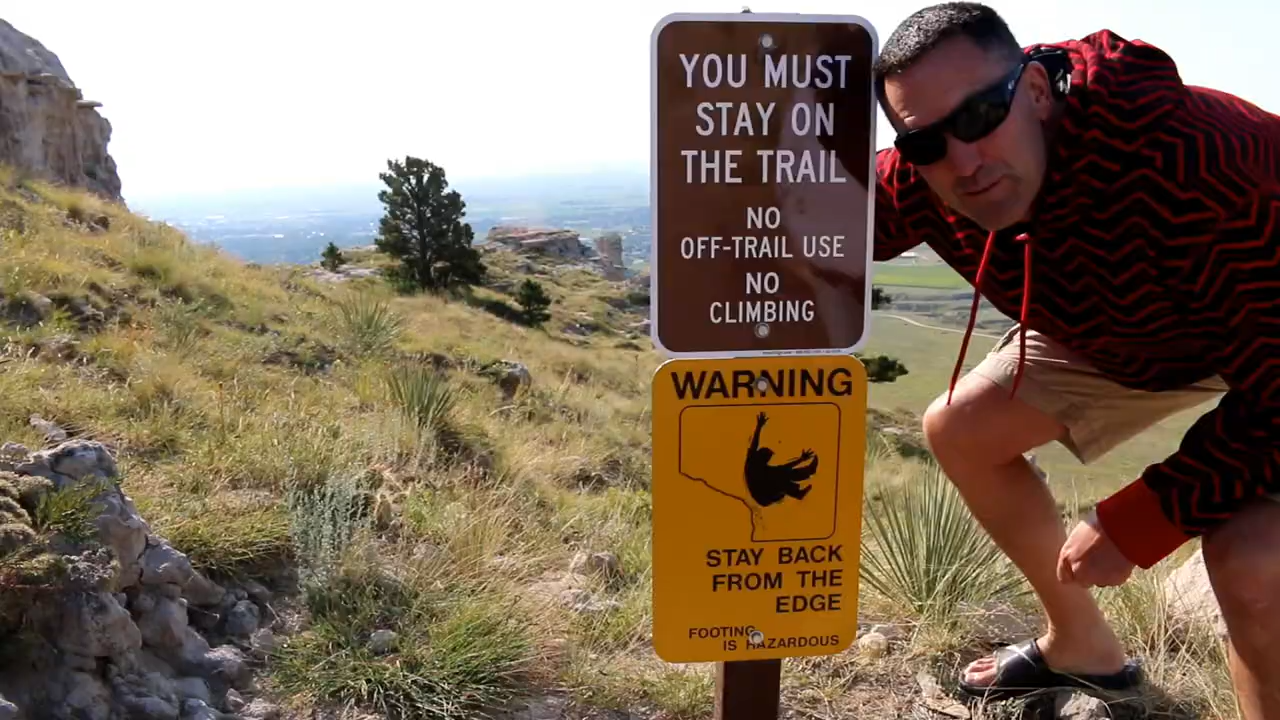 YOU MUST
STAY ON
THE TRAIL
NO
OFF-TRAIL USE
NO
CLIMBING
WARNING
STAY BACK
FROM THE
EDGE
FOOTING
IS HAZARDOUS